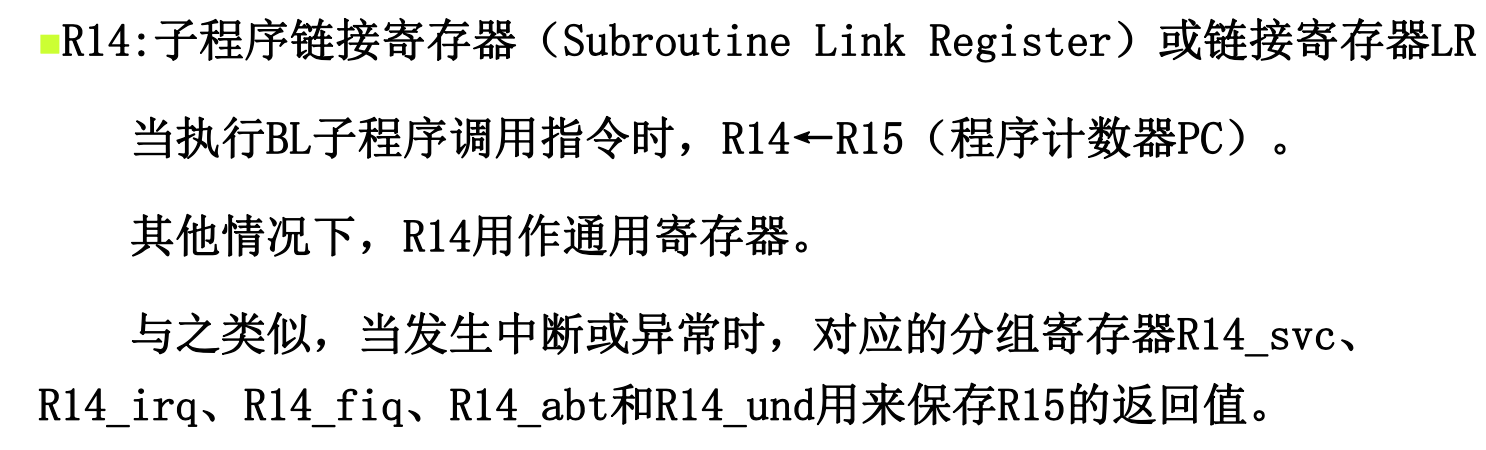 ■R14:子程序链接寄存器（Subroutine Link Register）或链接寄存器LR
当执行BL子程序调用指令时，R14←R15（程序计数器PC）。
其他情况下，R14用作通用寄存器。
与之类似，当发生中断或异常时，对应的分组寄存器R14_svc、
R14_irq、R14_fiq、R14_abt和R14_und用来保存R15的返回值。